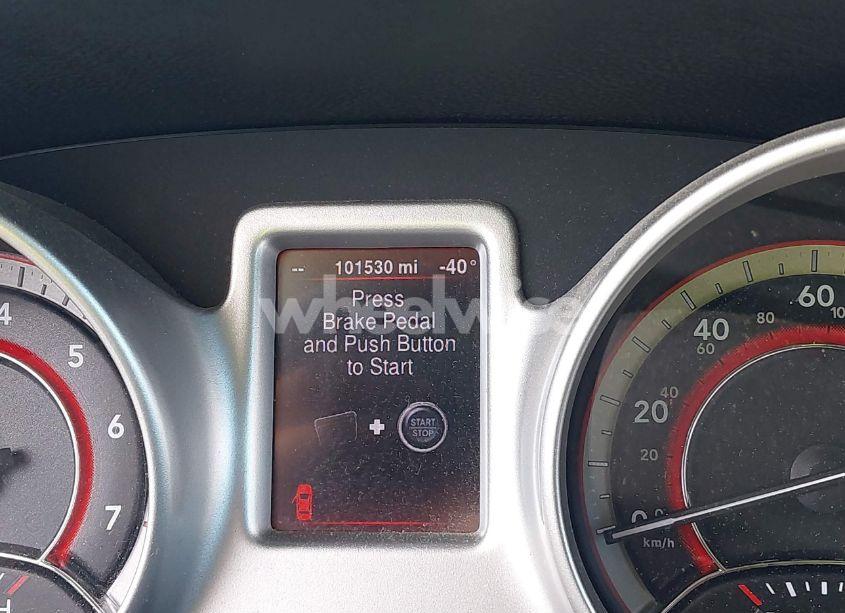 -- 101530 mi -40°
Press
Brake Pedal
and Push Button
to Start
+
START
STOP
4
5
6
7
H
60
40
20
0
80
60
40
20
km/h